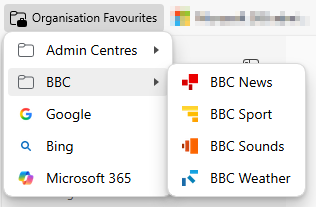 Organisation Favourites
Admin Centres
BBC
Google
Bing
Microsoft 365
BBC News
BBC Sport
BBC Sounds
BBC Weather